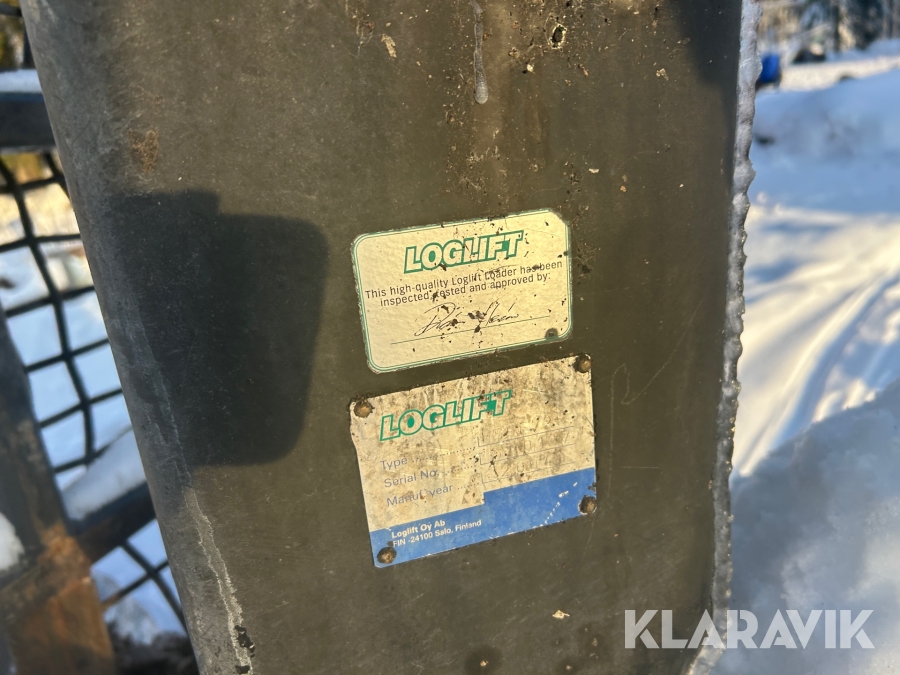 LOGLIFT
This high-quality Loglift Loader has been
inspected, tested and approved by:
LOGLIFT
Type
Serial No.
Manuf. year
Loglift Oy Ab
FIN -24100 Salo, Finland
KLARAVIK